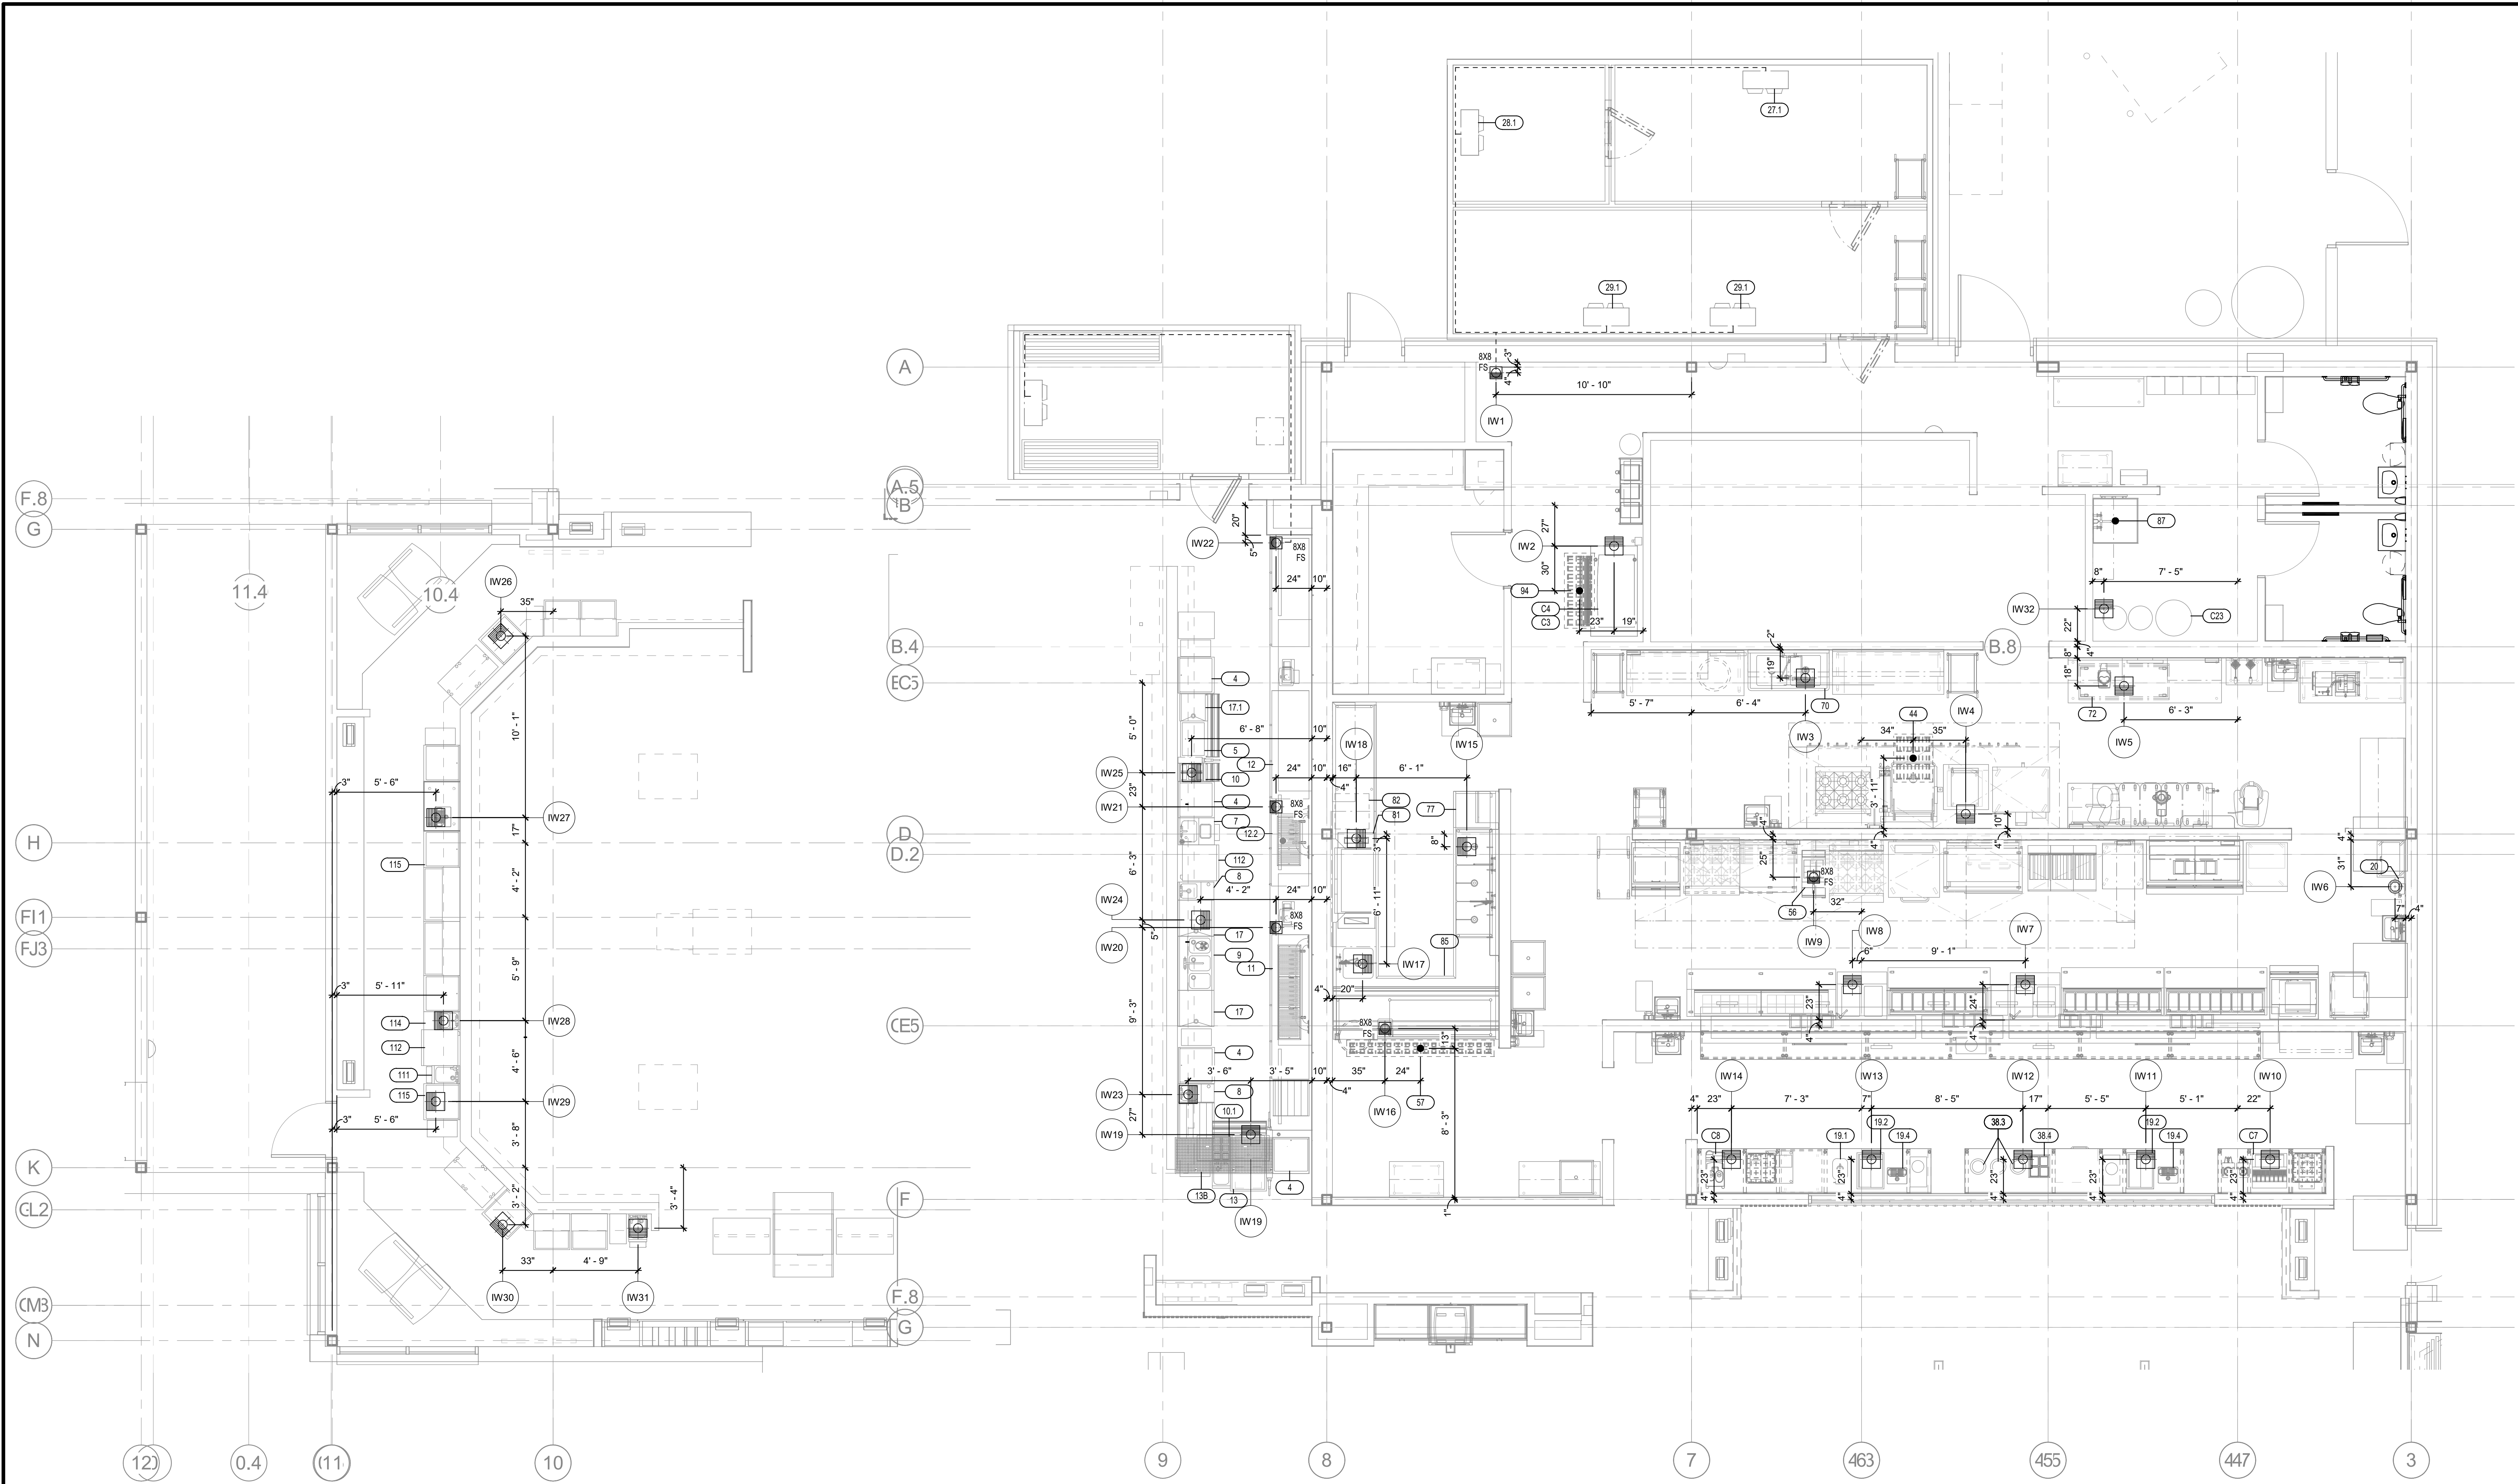 27.1
28.1
29.1
29.1
A
8X8
FS
3"
4"
10' - 10"
IW1
F.8
A.5
B
G
20"
27"
IW22
5"
8X8
FS
IW2
87
30"
IW26
11.4
10.4
35"
24"
10"
94
8"
7' - 5"
C4
C3
IW32
C23
23"
19"
22"
B.4
2"
B.8
8"
4"
19"
18"
4
17.1
5' - 7"
6' - 4"
70
72
6' - 3"
44
IW4
10' - 1"
5' - 0"
6' - 8"
10"
IW18
IW15
IW3
34"
35"
IW5
5
12
IW25
10
24"
10"
16"
6' - 1"
3"
5' - 6"
23"
4"
3' - 11"
IW21
4
8X8
FS
82
77
81
IW27
7
10"
17"
H
D
12.2
3"
8"
4"
4"
4"
4"
D.2
115
112
25"
31"
20
8
8X8
FS
IW6
4' - 2"
6' - 3"
4' - 2"
24"
10"
56
7"
4"
IW24
6' - 11"
32"
FI1
8X8
FS
IW8
IW7
5"
17
IW20
85
IW9
FJ3
9
6"
9' - 1"
11
IW17
5' - 9"
3"
5' - 11"
4"
20"
23"
24"
17
114
IW28
9' - 3"
8X8
FS
13"
4"
4"
112
4
4' - 6"
3' - 6"
3' - 5"
10"
35"
24"
IW14
IW13
IW12
IW11
IW10
111
115
IW29
IW23
8
4"
57
4"
23"
7' - 3"
7"
8' - 5"
17"
5' - 5"
5' - 1"
22"
3"
5' - 6"
27"
10.1
IW16
19.2
38.3
19.2
IW19
C8
19.1
19.4
38.4
19.4
C7
3' - 8"
8' - 3"
K
3' - 4"
23"
23"
23"
23"
23"
3' - 2"
13B
13
4
4"
4"
4"
4"
4"
F
1"
IW19
33"
4' - 9"
IW30
IW31
F.8
G
N
0.4
10
9
8
7
463
455
447
3